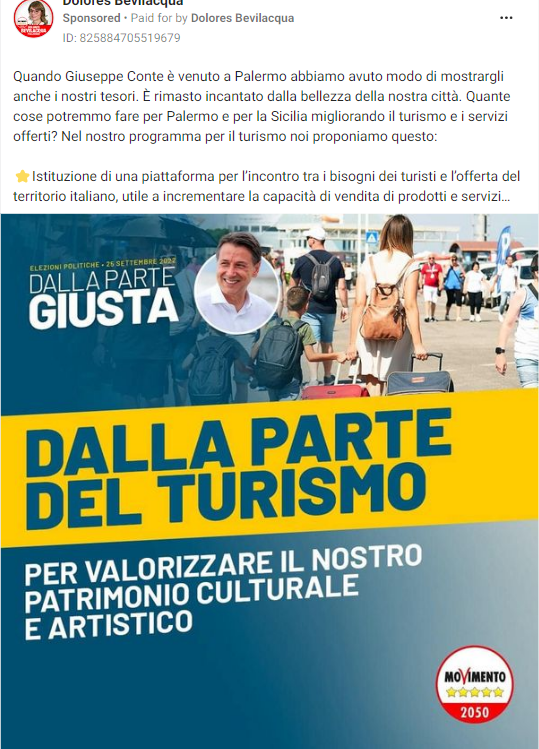 Dolores Bevilacqua
Sponsored • Paid for by Dolores Bevilacqua
ID: 825884705519679
Quando Giuseppe Conte è venuto a Palermo abbiamo avuto modo di mostrargli
anche i nostri tesori. È rimasto incantato dalla bellezza della nostra città. Quante
cose potremmo fare per Palermo e per la Sicilia migliorando il turismo e i servizi
offerti? Nel nostro programma per il turismo noi proponiamo questo:
⭐Istituzione di una piattaforma per l'incontro tra i bisogni dei turisti e l'offerta del
territorio italiano, utile a incrementare la capacità di vendita di prodotti e servizi...
ELEZIONI POLITICHE • 25 SETTEMBRE 2022
DALLA PARTE
GIUSTA
DALLA PARTE
DEL TURISMO
PER VALORIZZARE IL NOSTRO
PATRIMONIO CULTURALE
E ARTISTICO
MOVIMENTO
2050